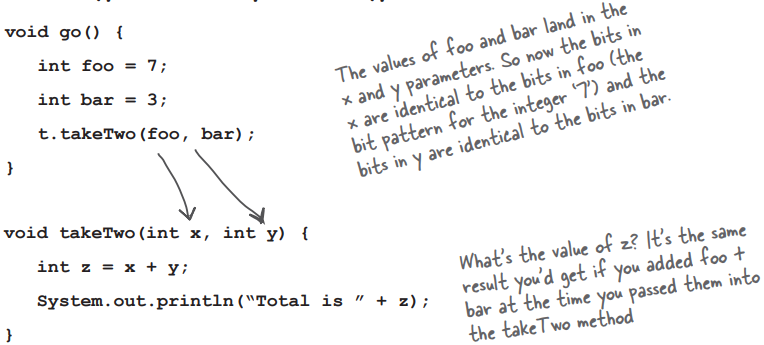 void go() {
int foo = 7;
int bar = 3;
t.takeTwo(foo, bar);
}
The values of foo and bar land in the
x and y parameters. So now the bits in
x are identical to the bits in foo (the
bit pattern for the integer ‘7’) and the
bits in y are identical to the bits in bar.
void takeTwo(int x, int y) {
int z = x + y;
System.out.println(“Total is ” + z);
}
What's the value of z? It's the same
result you'd get if you added foo +
bar at the time you passed them into
the takeTwo method